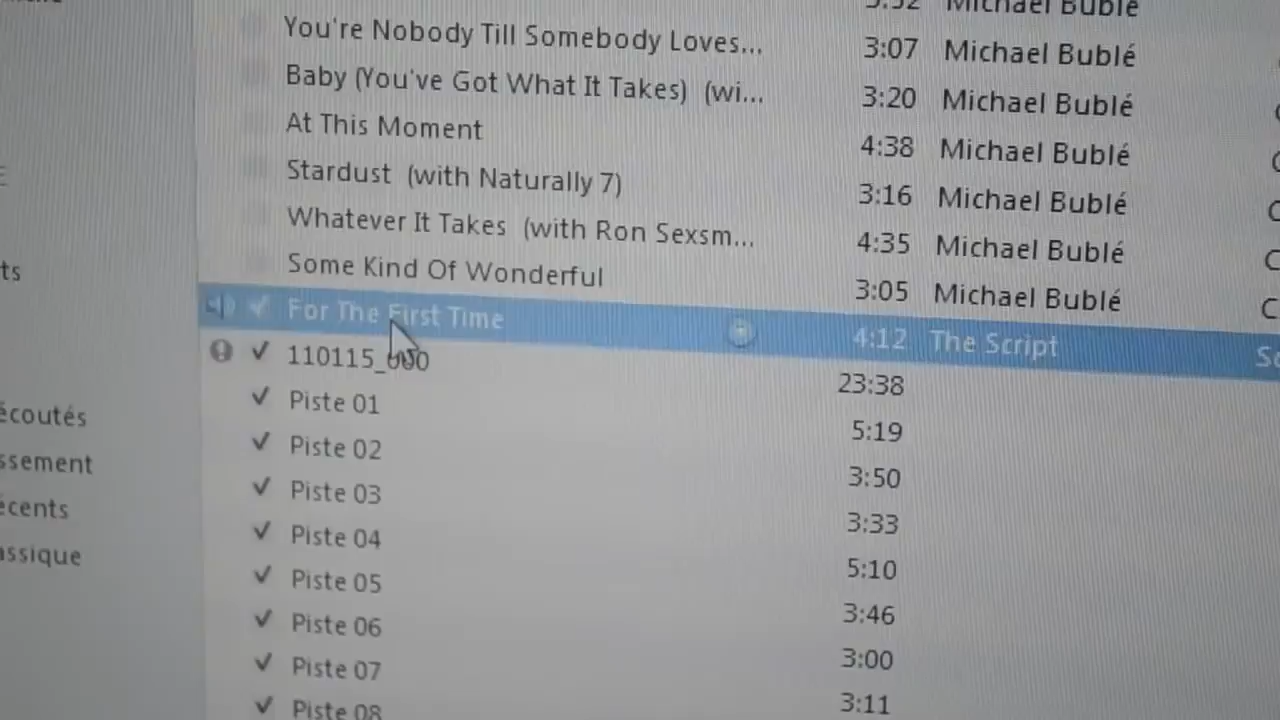 3:52 Michael Bublé
You're Nobody Till Somebody Loves... 3:07 Michael Bublé
Baby (You've Got What It Takes) (wi... 3:20 Michael Bublé
At This Moment 4:38 Michael Bublé
Stardust (with Naturally 7) 3:16 Michael Bublé
Whatever It Takes (with Ron Sexsm... 4:35 Michael Bublé
Some Kind Of Wonderful 3:05 Michael Bublé
For The First Time 4:12 The Script
110115_000 23:38
Piste 01 5:19
Piste 02 3:50
Piste 03 3:33
Piste 04 5:10
Piste 05 3:46
Piste 06 3:00
Piste 07 3:11
Piste 08
ts
écoutés
ssement
écents
assique